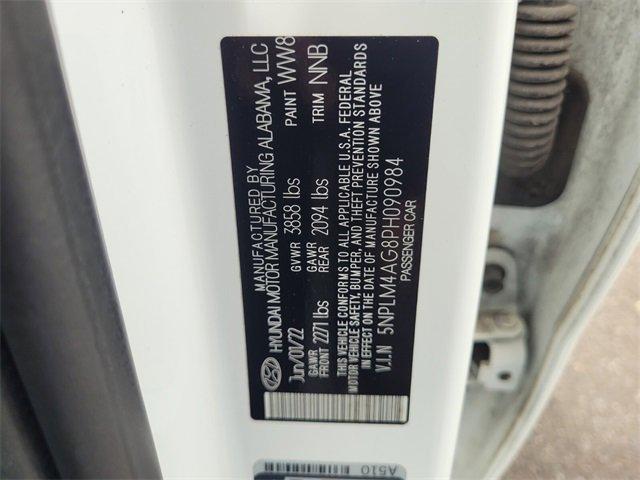 MANUFACTURED BY
HYUNDAI MOTOR MANUFACTURING ALABAMA, LLC
Jun/01/22 GVWR 3858 lbs PAINT WW8
GAWR FRONT 2271 lbs GAWR REAR 2094 lbs TRIM NNB
THIS VEHICLE CONFORMS TO ALL APPLICABLE U.S.A. FEDERAL
MOTOR VEHICLE SAFETY, BUMPER, AND THEFT PREVENTION STANDARDS
IN EFFECT ON THE DATE OF MANUFACTURE SHOWN ABOVE
V.I.N 5NPLM4AG8PH090984
PASSENGER CAR
A510